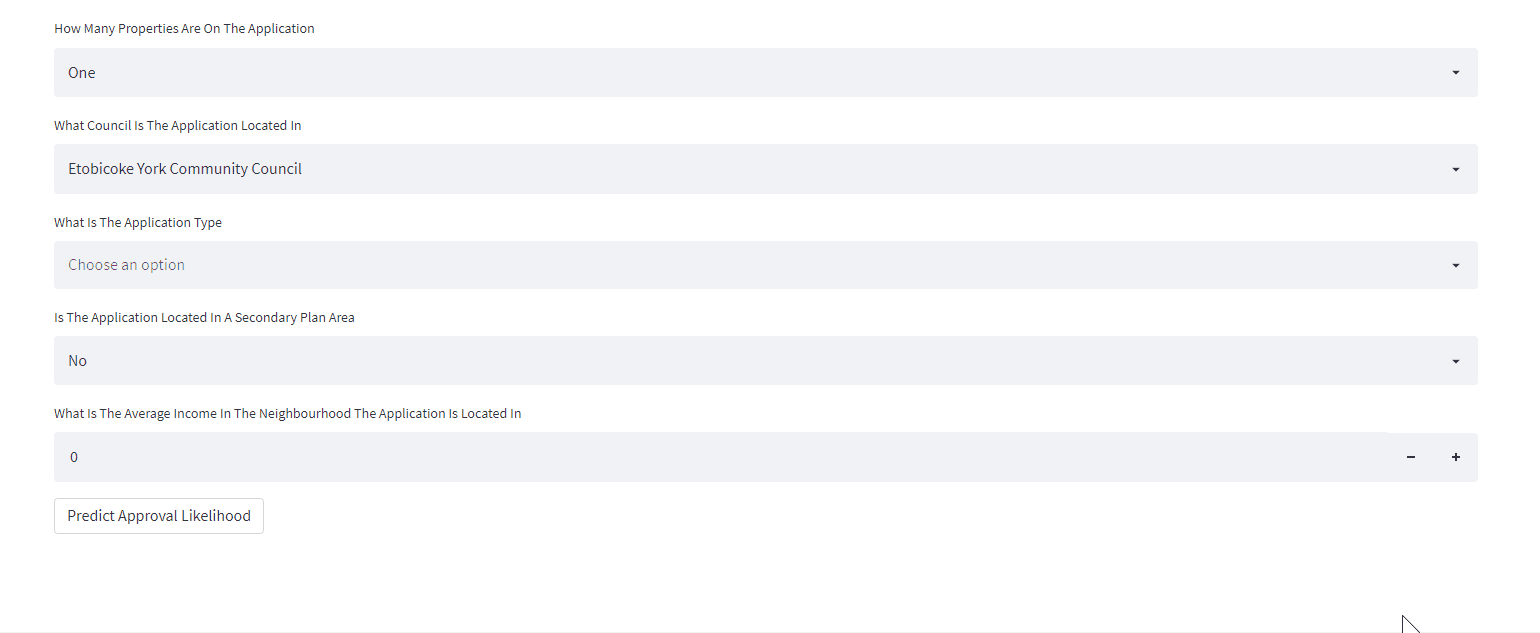 How Many Properties Are On The Application
One
What Council Is The Application Located In
Etobicoke York Community Council
What Is The Application Type
Choose an option
Is The Application Located In A Secondary Plan Area
No
What Is The Average Income In The Neighbourhood The Application Is Located In
0
Predict Approval Likelihood